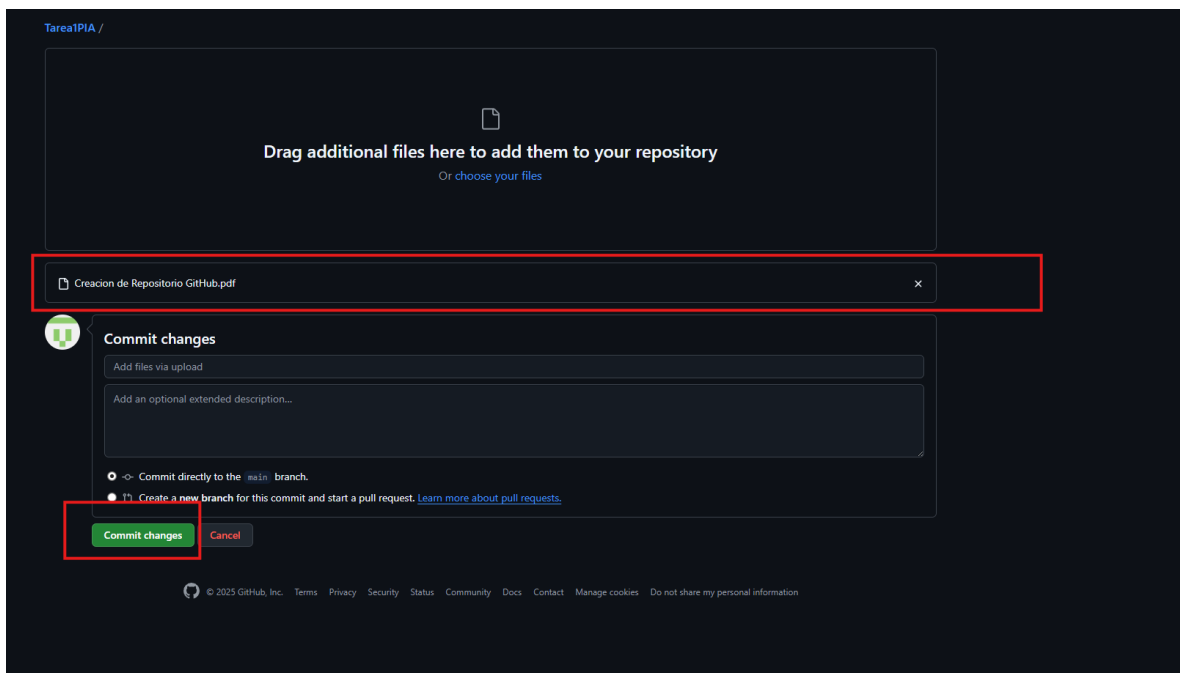 Tarea1PIA /
Drag additional files here to add them to your repository
Or choose your files
Creacion de Repositorio GitHub.pdf
Commit changes
Add files via upload
Add an optional extended description...
Commit directly to the main branch.
Create a new branch for this commit and start a pull request. Learn more about pull requests.
Commit changes Cancel
© 2025 GitHub, Inc. Terms Privacy Security Status Community Docs Contact Manage cookies Do not share my personal information